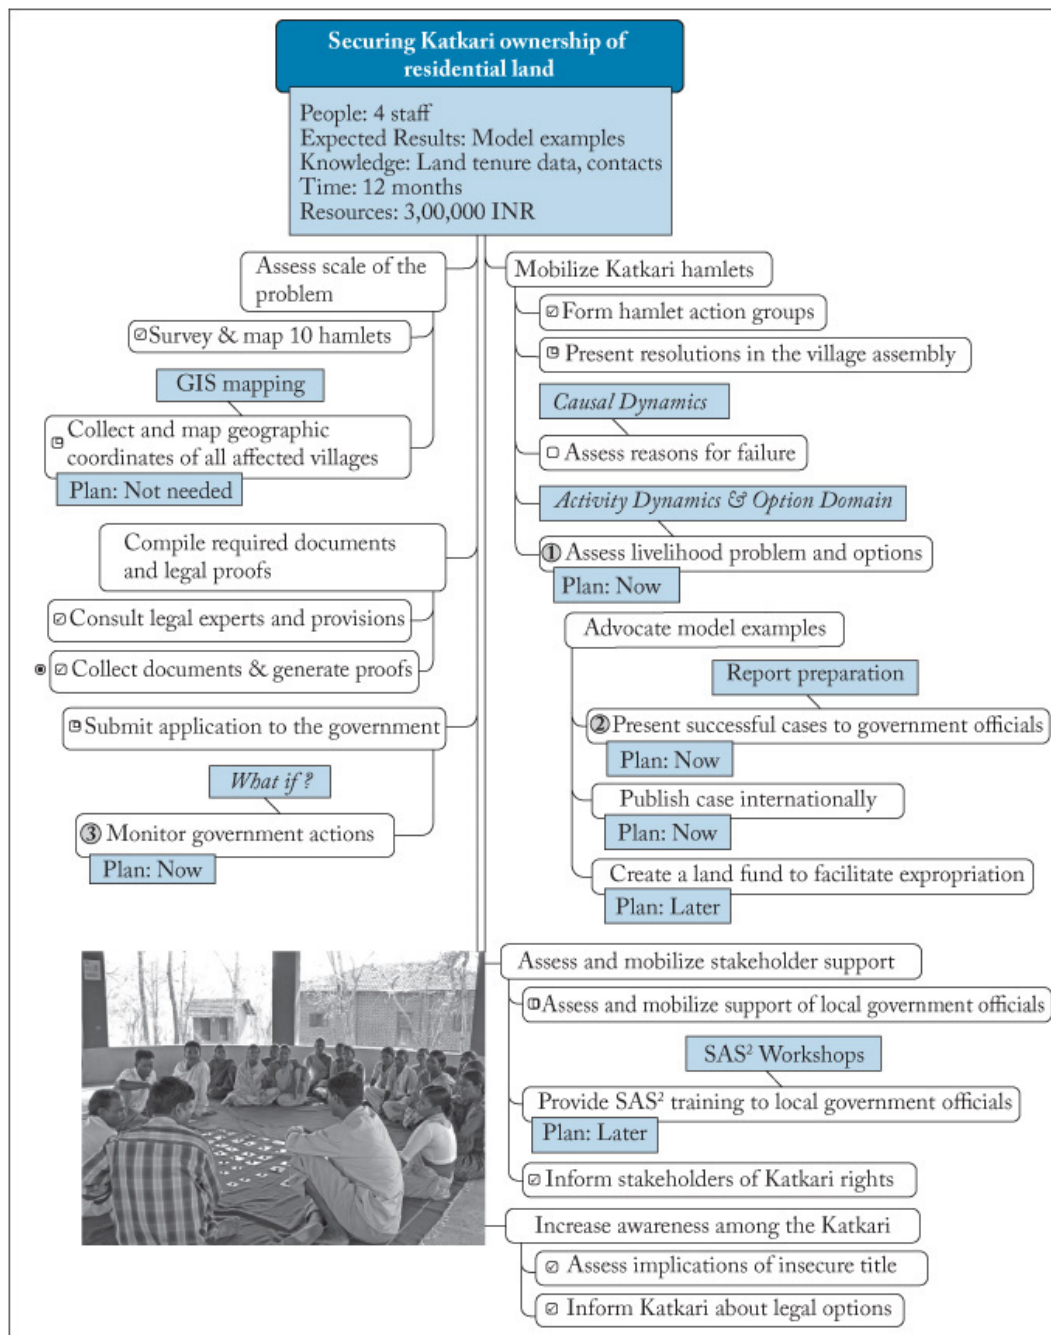 Securing Katkari ownership of
residential land
People: 4 staff
Expected Results: Model examples
Knowledge: Land tenure data, contacts
Time: 12 months
Resources: 3,00,000 INR
Assess scale of the
problem
Survey & map 10 hamlets
GIS mapping
Collect and map geographic
coordinates of all affected villages
Plan: Not needed
Compile required documents
and legal proofs
Consult legal experts and provisions
Collect documents & generate proofs
Submit application to the government
What if ?
3 Monitor government actions
Plan: Now
Mobilize Katkari hamlets
Form hamlet action groups
Present resolutions in the village assembly
Causal Dynamics
Assess reasons for failure
Activity Dynamics & Option Domain
1 Assess livelihood problem and options
Plan: Now
Advocate model examples
Report preparation
2 Present successful cases to government officials
Plan: Now
Publish case internationally
Plan: Now
Create a land fund to facilitate expropriation
Plan: Later
Assess and mobilize stakeholder support
Assess and mobilize support of local government officials
SAS² Workshops
Provide SAS² training to local government officials
Plan: Later
Inform stakeholders of Katkari rights
Increase awareness among the Katkari
Assess implications of insecure title
Inform Katkari about legal options